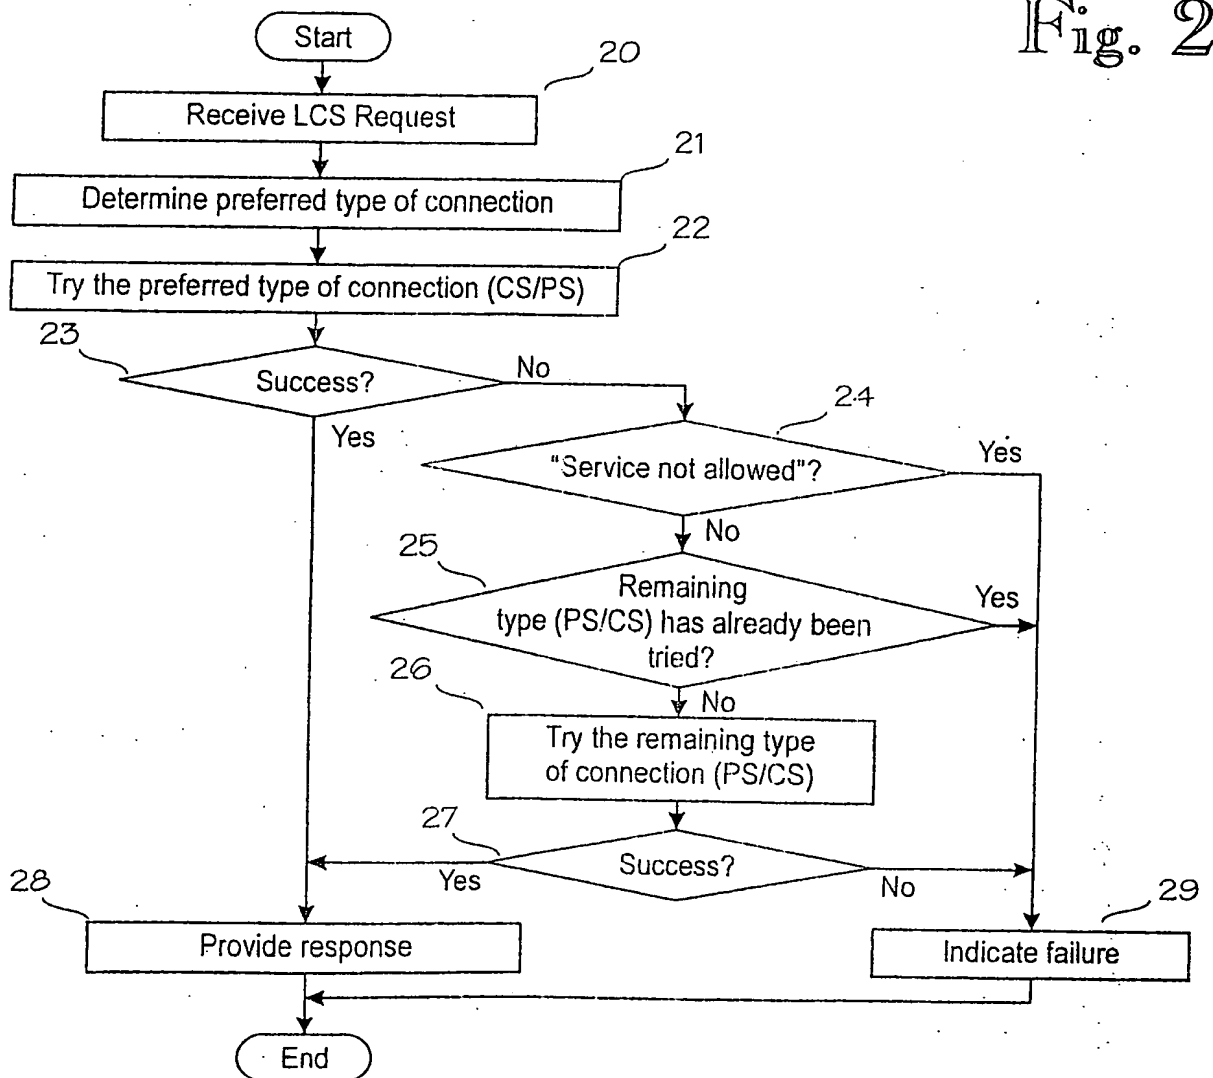 Fig. 2
Start
20
Receive LCS Request
21
Determine preferred type of connection
22
Try the preferred type of connection (CS/PS)
23
Success?
No
Yes
24
"Service not allowed"?
Yes
No
25
Remaining
type (PS/CS) has already been
tried?
Yes
No
26
Try the remaining type
of connection (PS/CS)
27
Success?
Yes
No
28
Provide response
29
Indicate failure
End